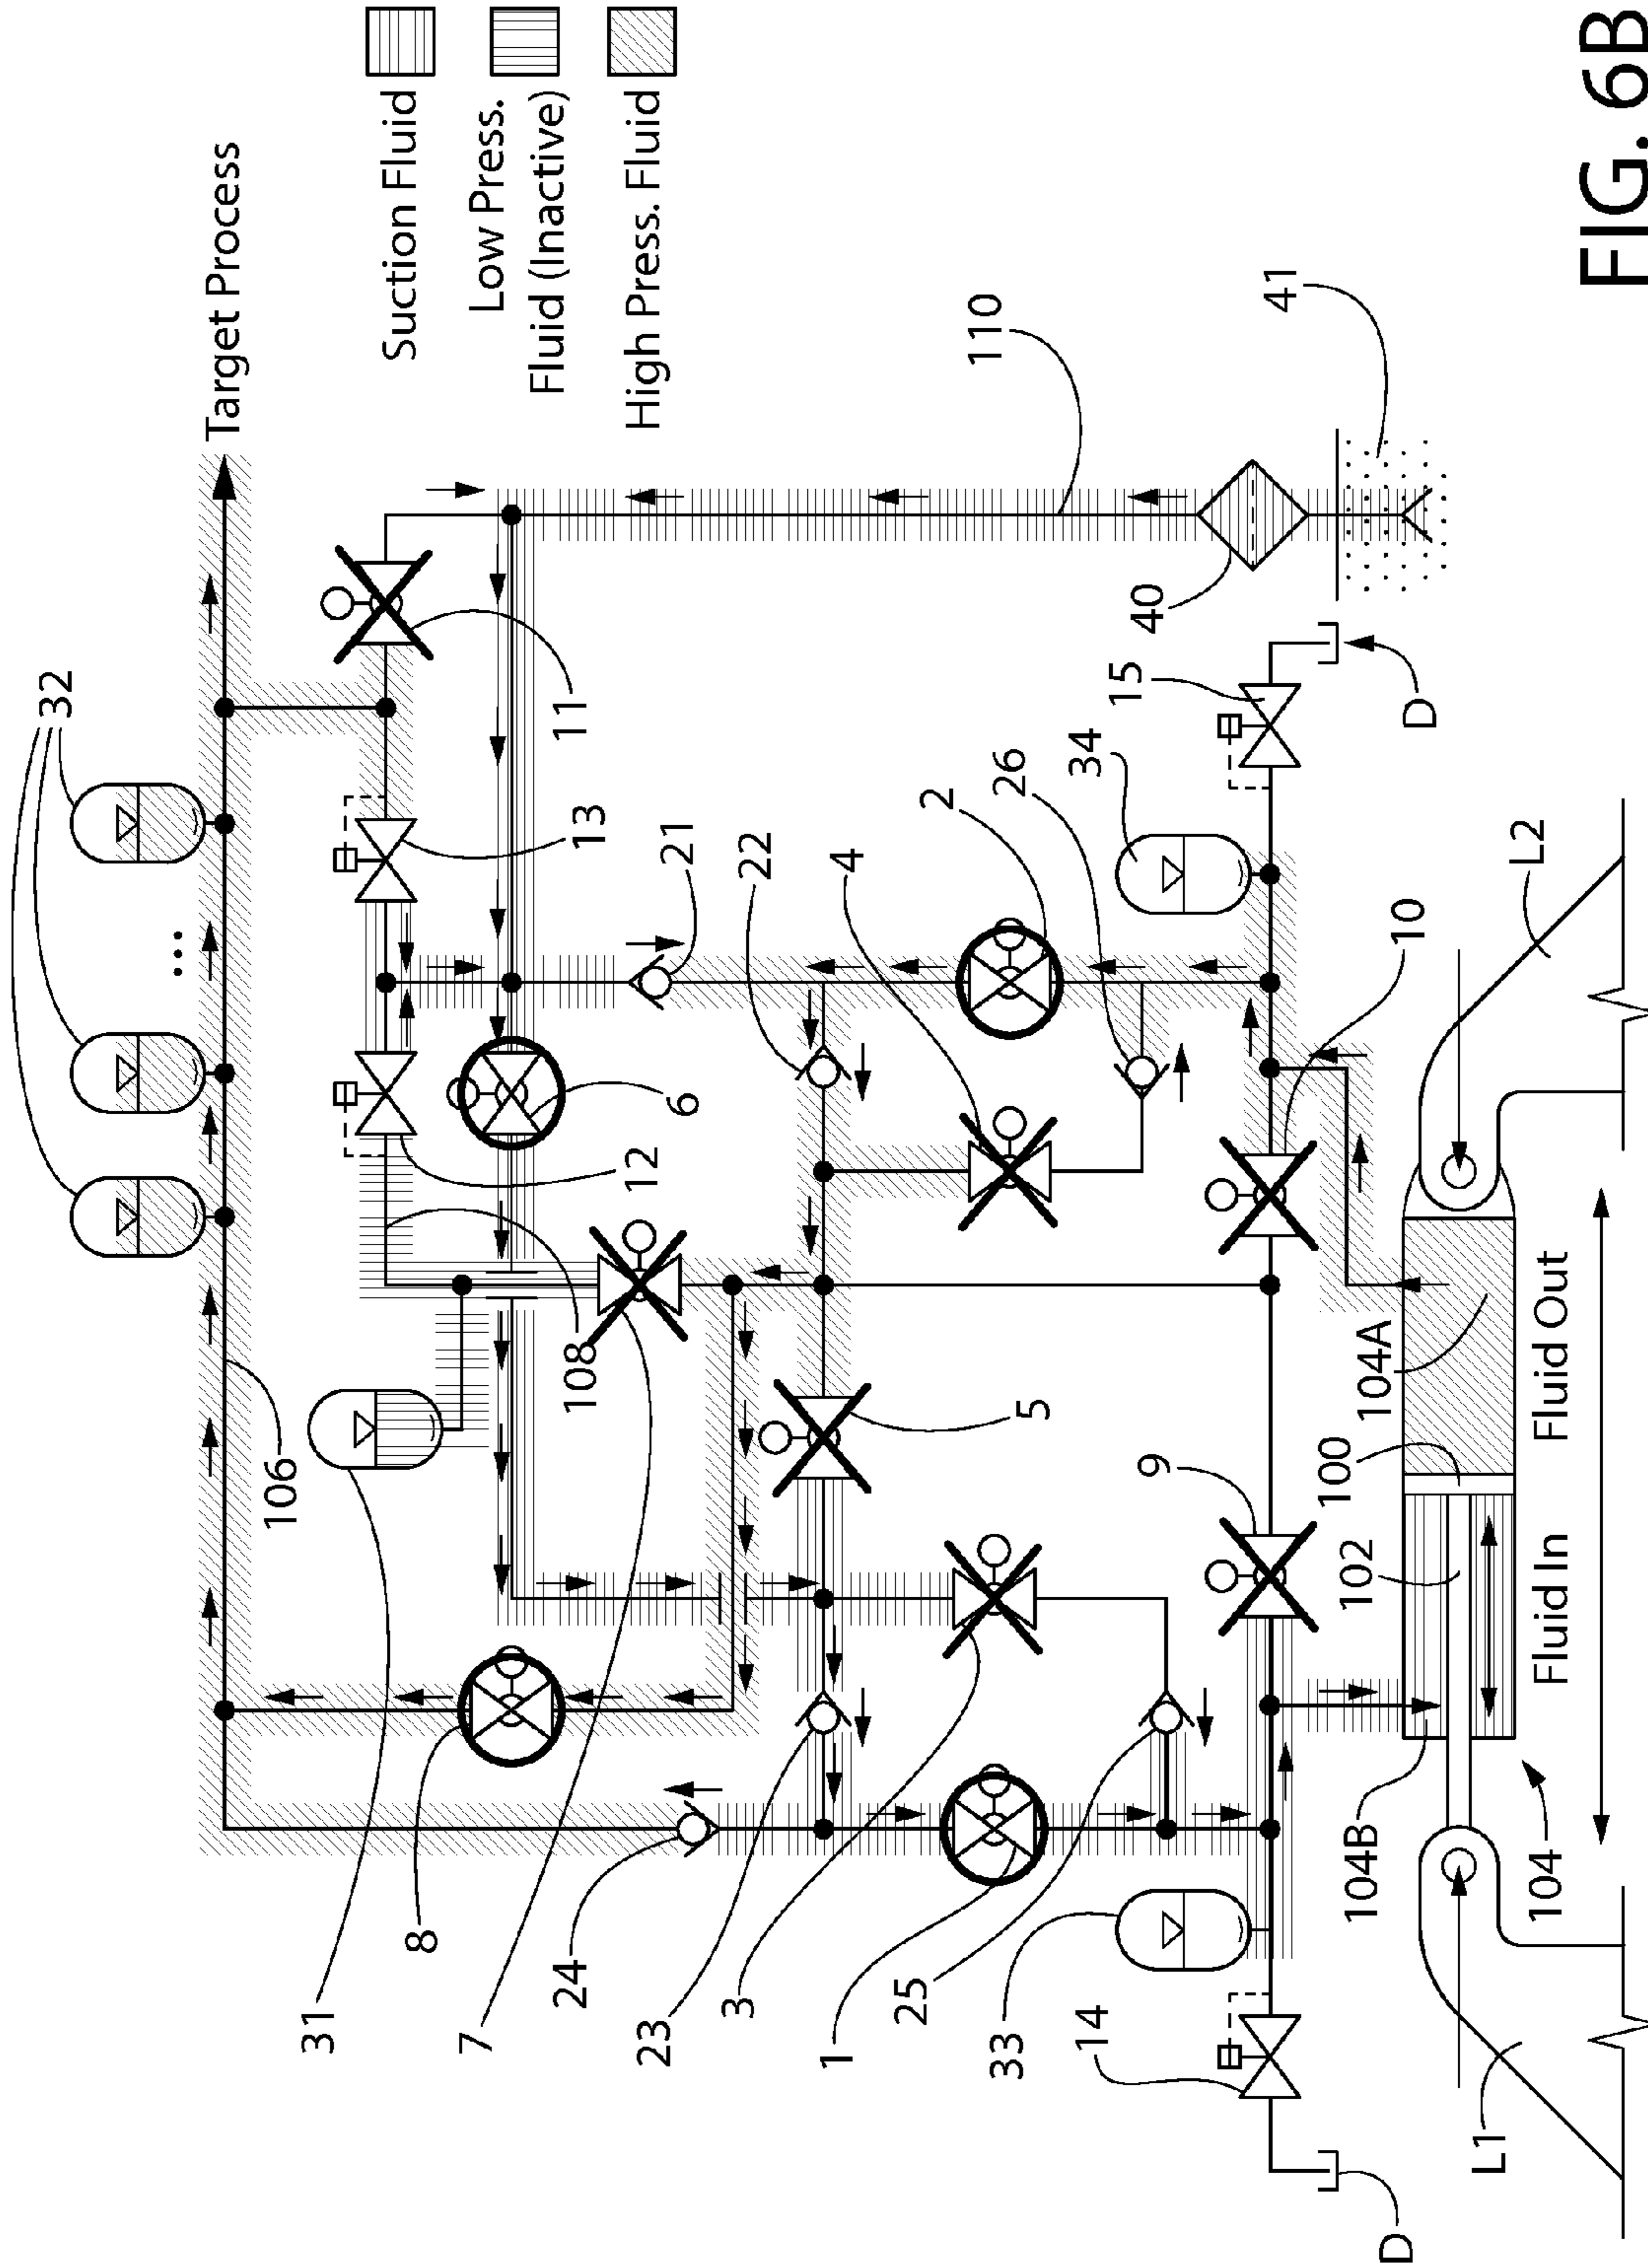 Target Process
Suction Fluid
Low Press.
Fluid (Inactive)
High Press. Fluid
32
...
106
31
108
12
13
11
6
8
7
24
23
5
4
22
21
26
2
34
15
110
40
41
D
3
1
25
33
14
9
10
D
102
100
104A
104B
Fluid In
Fluid Out
104
L1
L2
FIG. 6B